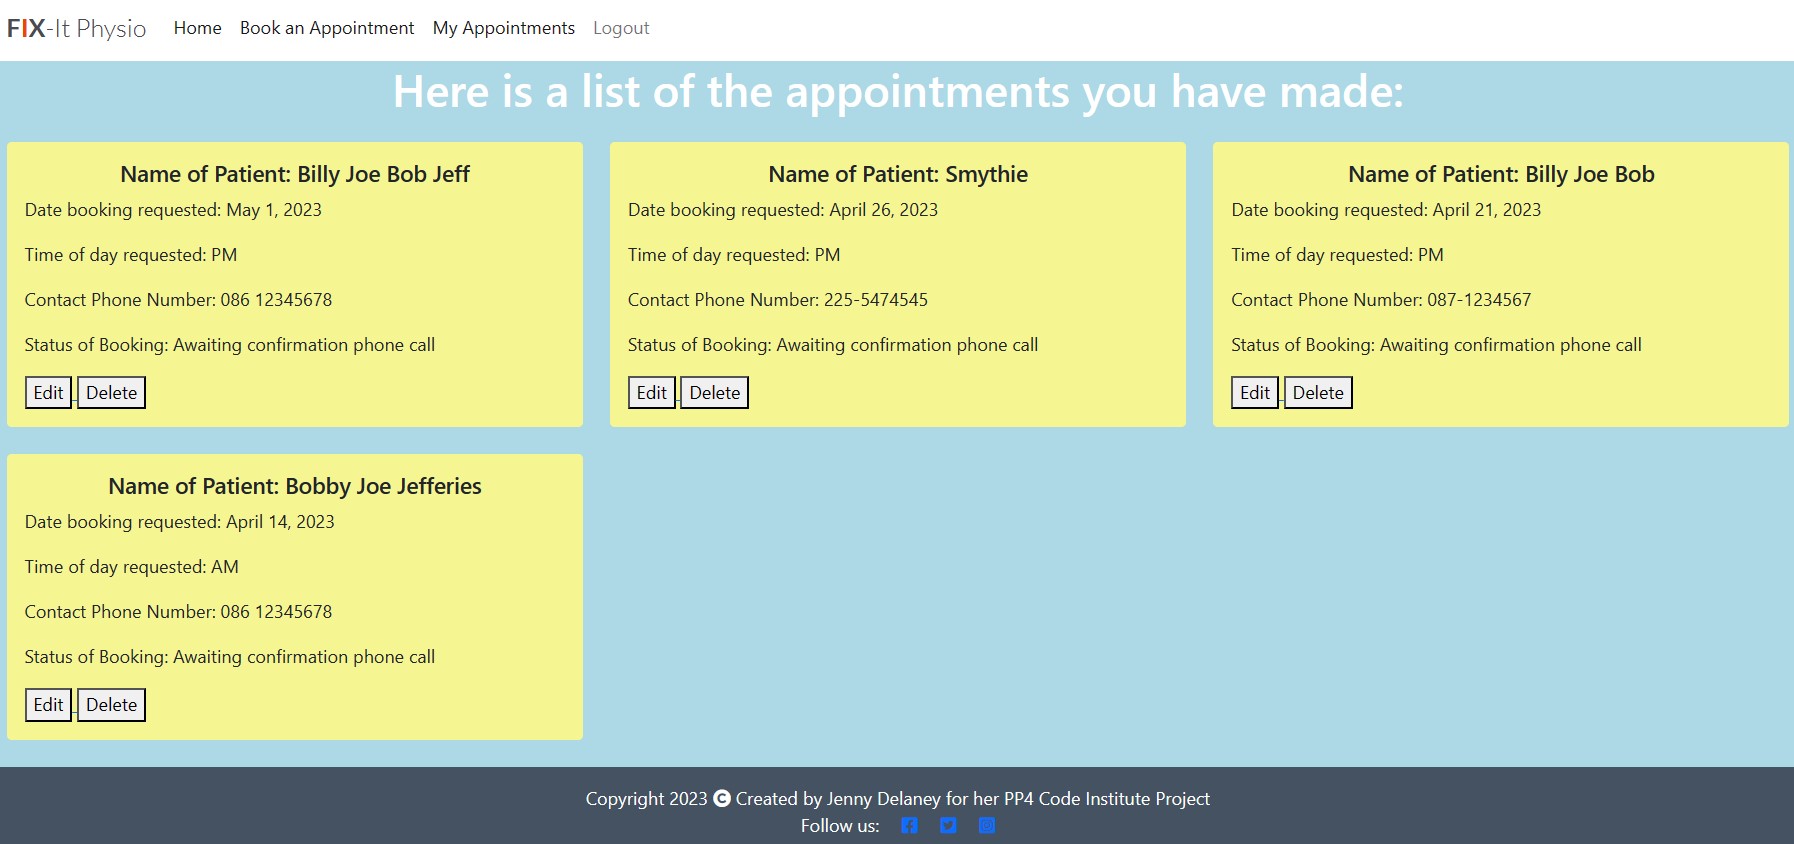 FIX-It Physio Home Book an Appointment My Appointments Logout
Here is a list of the appointments you have made:
Name of Patient: Billy Joe Bob Jeff
Date booking requested: May 1, 2023
Time of day requested: PM
Contact Phone Number: 086 12345678
Status of Booking: Awaiting confirmation phone call
Edit Delete
Name of Patient: Smythie
Date booking requested: April 26, 2023
Time of day requested: PM
Contact Phone Number: 225-5474545
Status of Booking: Awaiting confirmation phone call
Edit Delete
Name of Patient: Billy Joe Bob
Date booking requested: April 21, 2023
Time of day requested: PM
Contact Phone Number: 087-1234567
Status of Booking: Awaiting confirmation phone call
Edit Delete
Name of Patient: Bobby Joe Jefferies
Date booking requested: April 14, 2023
Time of day requested: AM
Contact Phone Number: 086 12345678
Status of Booking: Awaiting confirmation phone call
Edit Delete
Copyright 2023 © Created by Jenny Delaney for her PP4 Code Institute Project
Follow us: